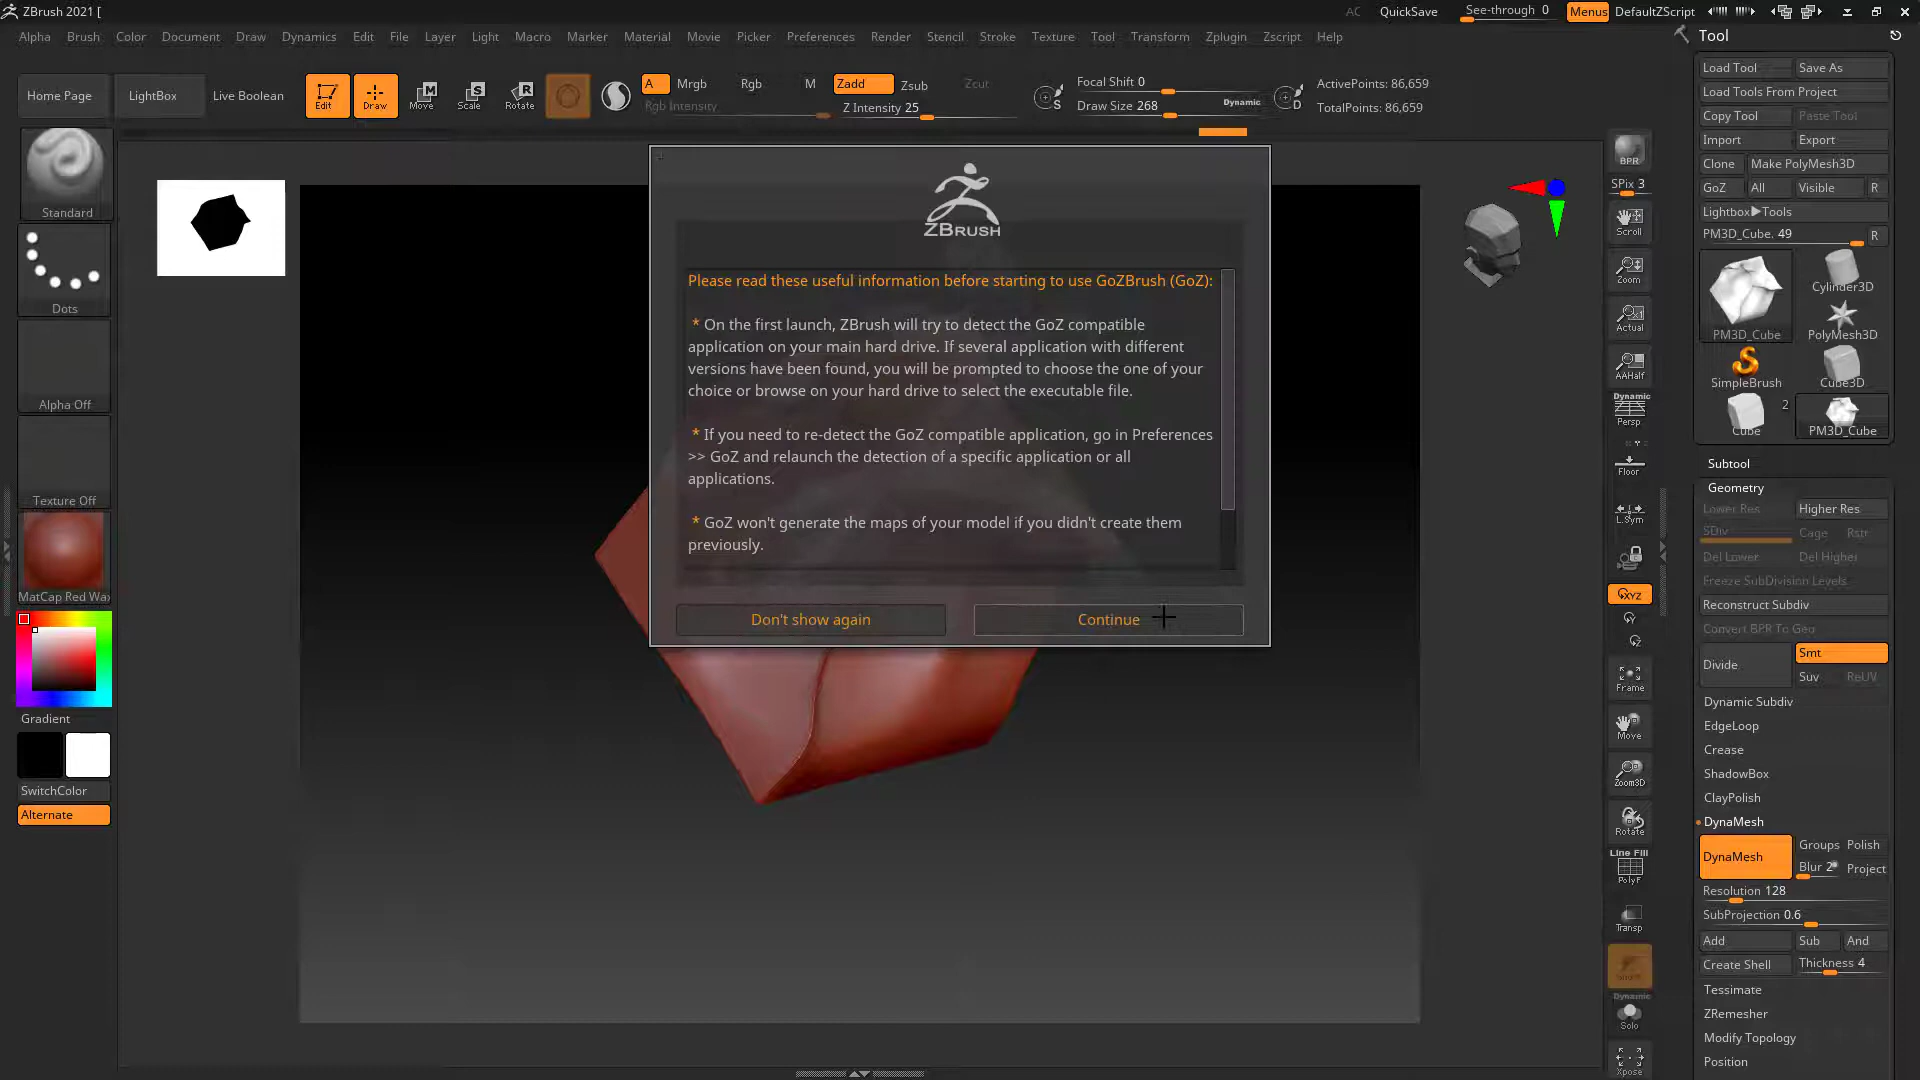 ZBrush 2021 [
AC
QuickSave
See-through 0
Menus
DefaultZScript
Alpha Brush Color Document Draw Dynamics Edit File Layer Light Macro Marker Material Movie Picker Preferences Render Stencil Stroke Texture Tool Transform Zplugin Zscript Help
Home Page
LightBox
Live Boolean
Edit
Draw
Move
Scale
Rotate
A
Mrgb
Rgb
M
Rgb Intensity
Zadd
Zsub
Zcut
Z Intensity 25
S
Focal Shift 0
Draw Size 268
Dynamic
D
ActivePoints: 86,659
TotalPoints: 86,659
Standard
Dots
Alpha Off
Texture Off
MatCap Red Wax
Gradient
SwitchColor
Alternate
ZBRUSH
Please read these useful information before starting to use GoZBrush (GoZ):
* On the first launch, ZBrush will try to detect the GoZ compatible
application on your main hard drive. If several application with different
versions have been found, you will be prompted to choose the one of your
choice or browse on your hard drive to select the executable file.
* If you need to re-detect the GoZ compatible application, go in Preferences
>> GoZ and relaunch the detection of a specific application or all
applications.
* GoZ won't generate the maps of your model if you didn't create them
previously.
Don't show again
Continue
BPR
SPix 3
Scroll
Zoom
Actual
AAHalf
Dynamic
Persp
Floor
L.Sym
XYZ
Frame
Move
Zoom3D
Rotate
Line Fill
PolyF
Transp
Dynamic
Solo
Xpose
Tool
Load Tool
Save As
Load Tools From Project
Copy Tool
Paste Tool
Import
Export
Clone
Make PolyMesh3D
GoZ
All
Visible
R
Lightbox▶Tools
PM3D_Cube. 49
R
PM3D_Cube
Cylinder3D
PolyMesh3D
SimpleBrush
Cube3D
2
Cube
PM3D_Cube
Subtool
Geometry
Lower Res
Higher Res
SDiv
Cage
Rstr
Del Lower
Del Higher
Freeze SubDivision Levels
Reconstruct Subdiv
Convert BPR To Geo
Divide
Smt
Suv
ReUV
Dynamic Subdiv
EdgeLoop
Crease
ShadowBox
ClayPolish
DynaMesh
DynaMesh
Groups
Polish
Blur 2
Project
Resolution 128
SubProjection 0.6
Add
Sub
And
Create Shell
Thickness 4
Tessimate
ZRemesher
Modify Topology
Position